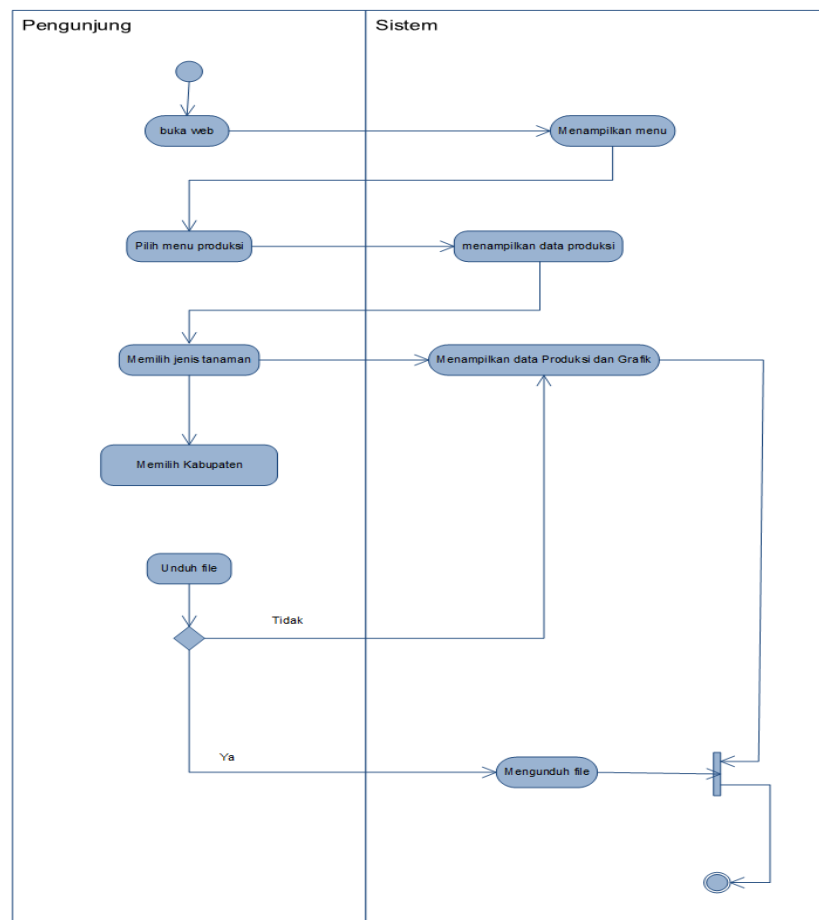 Pengunjung
Sistem
buka web
Menampilkan menu
Pilih menu produksi
menampilkan data produksi
Memilih jenis tanaman
Menampilkan data Produksi dan Grafik
Memilih Kabupaten
Unduh file
Tidak
Ya
Mengunduh file